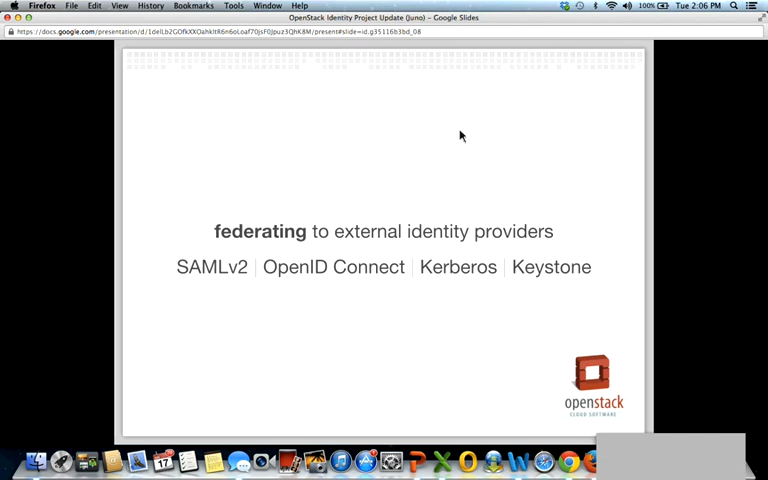 Firefox File Edit View History Bookmarks Tools Window Help 100% Tue 2:06 PM
OpenStack Identity Project Update (Juno) – Google Slides
federating to external identity providers
SAMLv2 | OpenID Connect | Kerberos | Keystone
openstack
CLOUD SOFTWARE
17